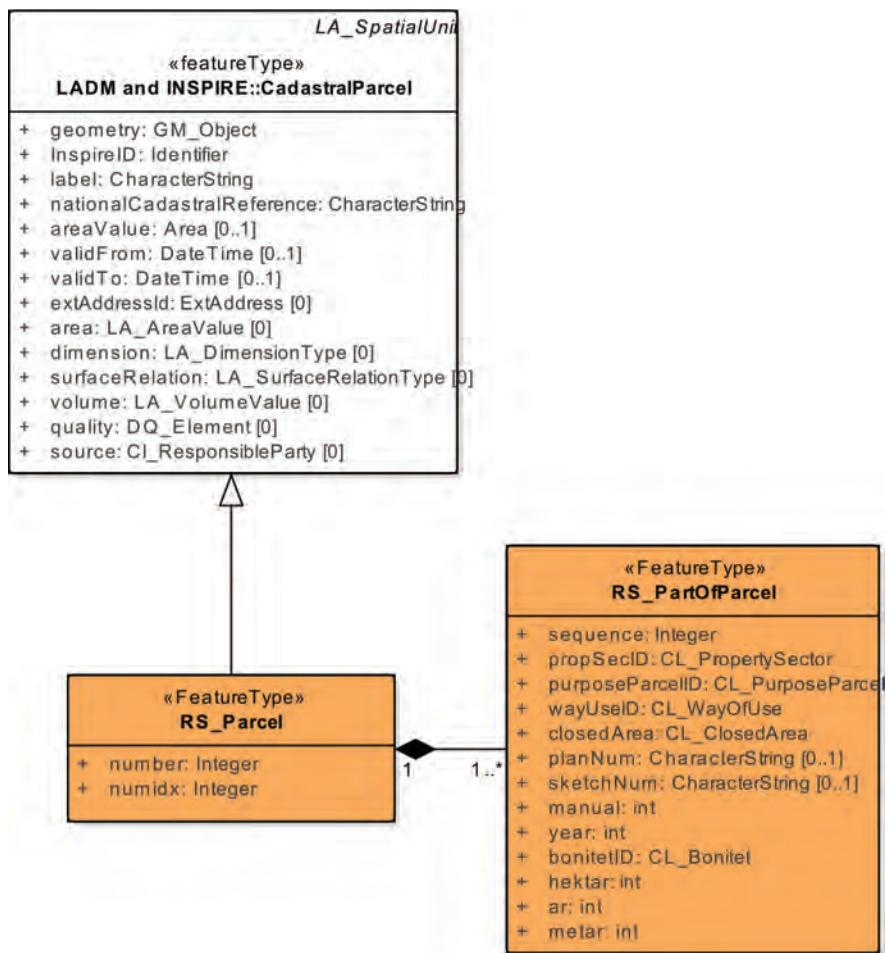 LA_SpatialUnit
«featureType»
LADM and INSPIRE::CadastralParcel
+ geometry: GM_Object
+ InspireID: Identifier
+ label: CharacterString
+ nationalCadastralReference: CharacterString
+ areaValue: Area [0..1]
+ validFrom: DateTime [0..1]
+ validTo: DateTime [0..1]
+ extAddressId: ExtAddress [0]
+ area: LA_AreaValue [0]
+ dimension: LA_DimensionType [0]
+ surfaceRelation: LA_SurfaceRelationType [0]
+ volume: LA_VolumeValue [0]
+ quality: DQ_Element [0]
+ source: CI_ResponsibleParty [0]
«FeatureType»
RS_Parcel
+ number: Integer
+ numidx: Integer
1
1..*
«FeatureType»
RS_PartOfParcel
+ sequence: Integer
+ propSecID: CL_PropertySector
+ purposeParcelID: CL_PurposeParcel
+ wayUseID: CL_WayOfUse
+ closedArea: CL_ClosedArea
+ planNum: CharacterString [0..1]
+ sketchNum: CharacterString [0..1]
+ manual: int
+ year: int
+ bonitetID: CL_Bonitet
+ hektar: int
+ ar: int
+ metar: int